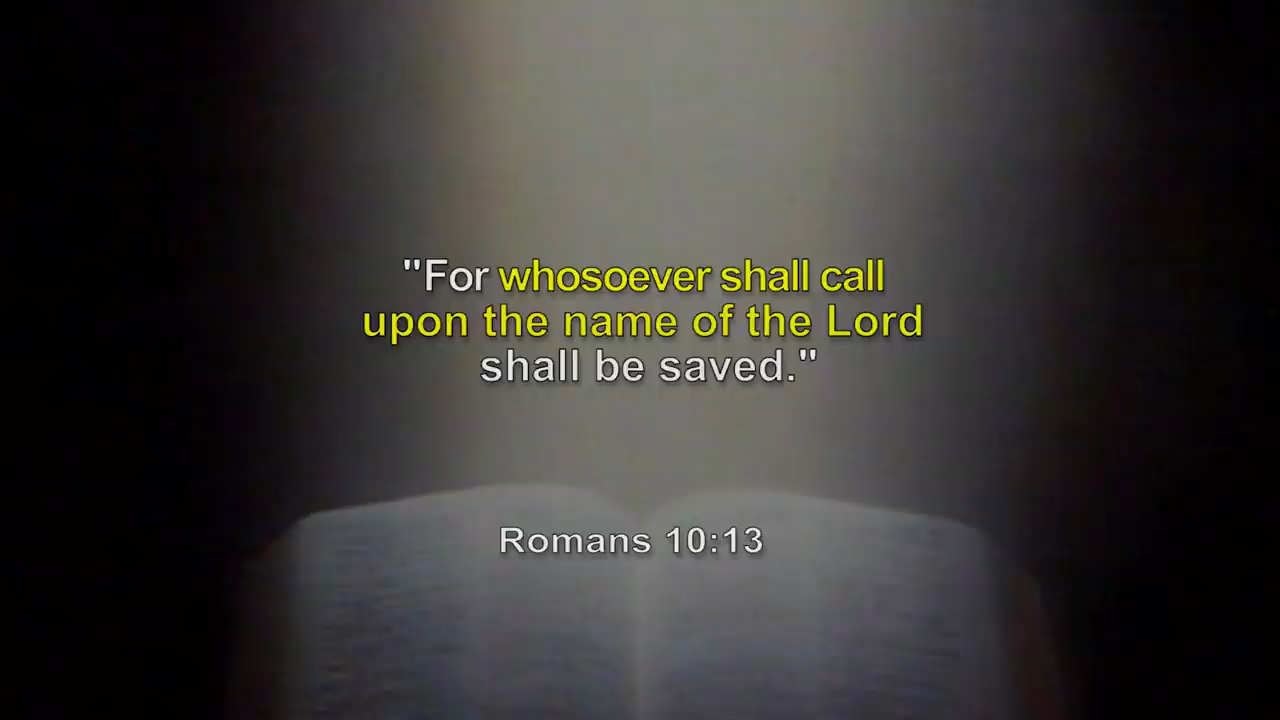 "For whosoever shall call
upon the name of the Lord
shall be saved."
Romans 10:13